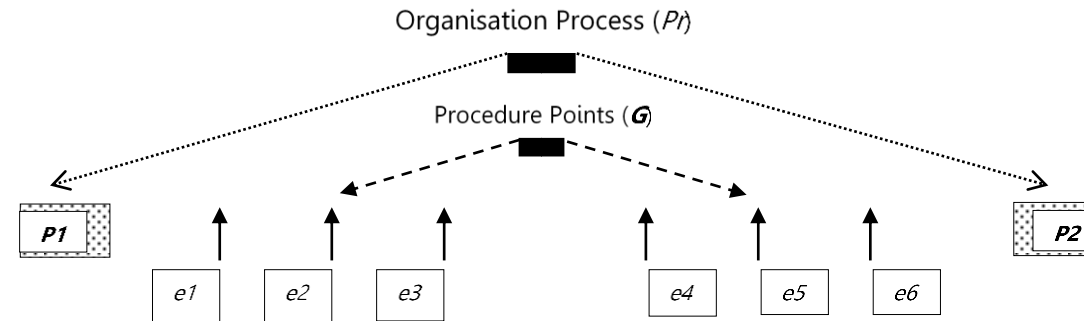 Organisation Process (Pr)
Procedure Points (G)
P1
P2
e1 e2 e3 e4 e5 e6